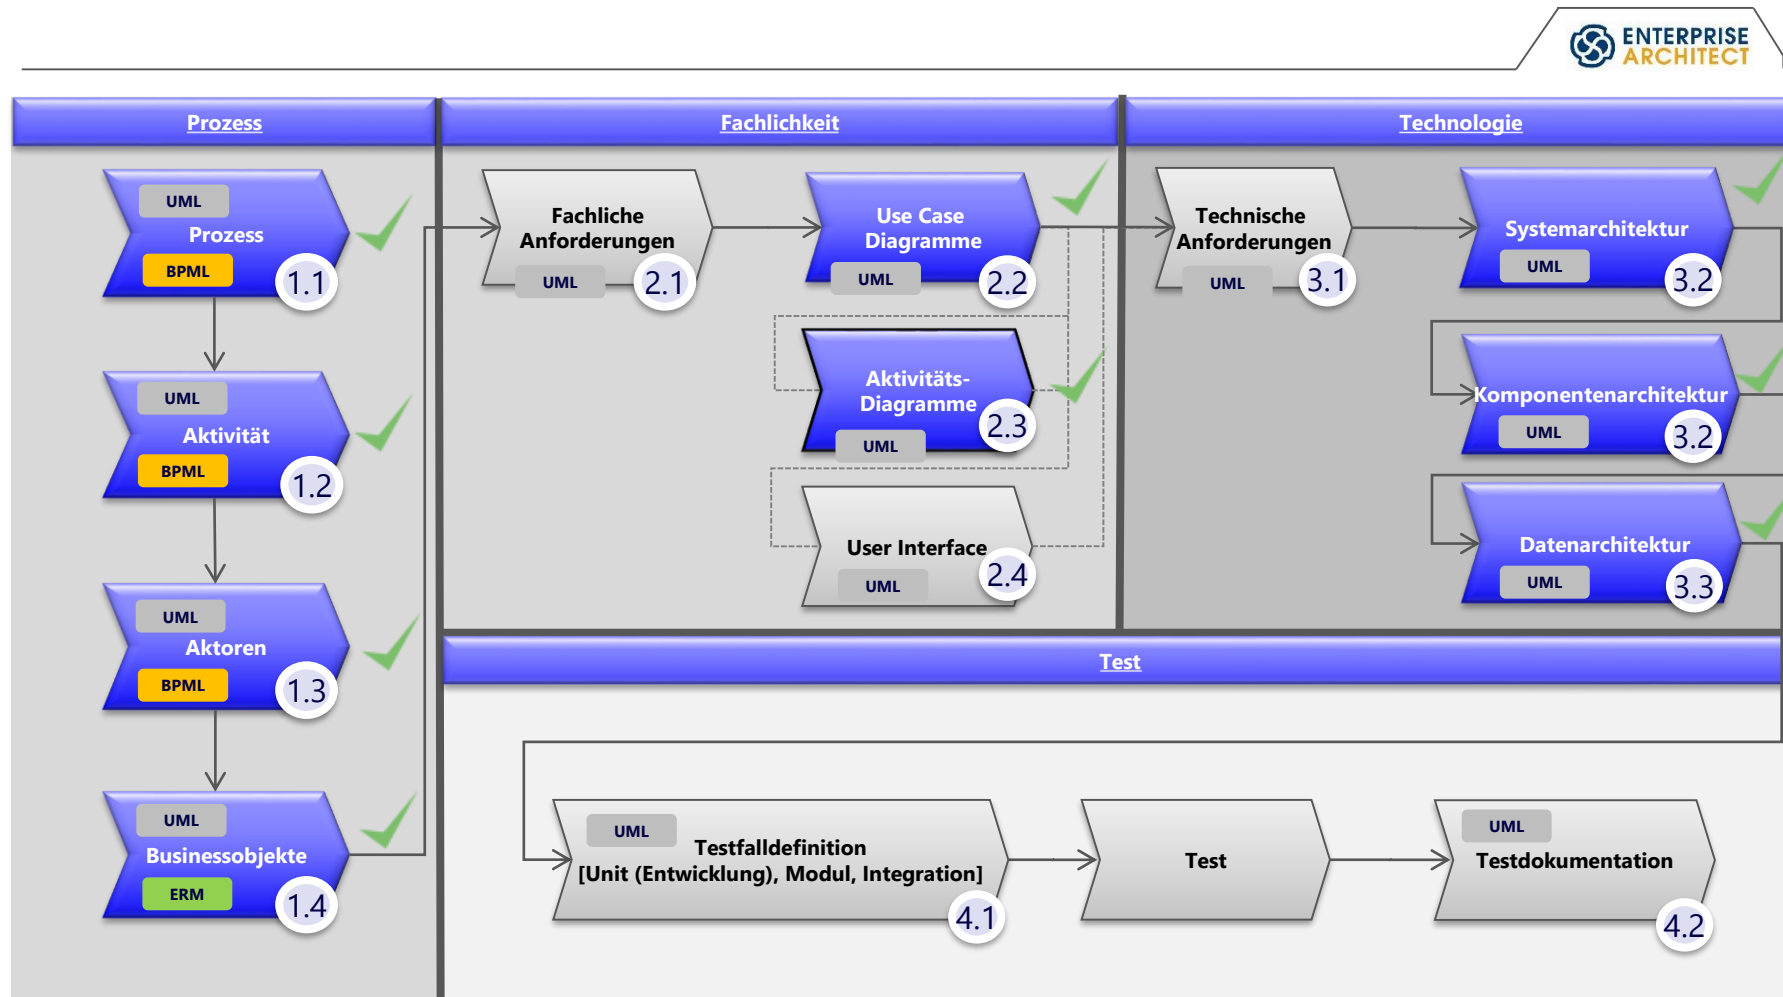 ENTERPRISE
ARCHITECT
Prozess
UML
Prozess
BPML
1.1
UML
Aktivität
BPML
1.2
UML
Aktoren
BPML
1.3
UML
Businessobjekte
ERM
1.4
Fachlichkeit
Fachliche
Anforderungen
UML
2.1
Use Case
Diagramme
UML
2.2
Aktivitäts-
Diagramme
UML
2.3
User Interface
UML
2.4
Technologie
Technische
Anforderungen
UML
3.1
Systemarchitektur
UML
3.2
Komponentenarchitektur
UML
3.2
Datenarchitektur
UML
3.3
Test
UML
Testfalldefinition
[Unit (Entwicklung), Modul, Integration]
4.1
Test
UML
Testdokumentation
4.2